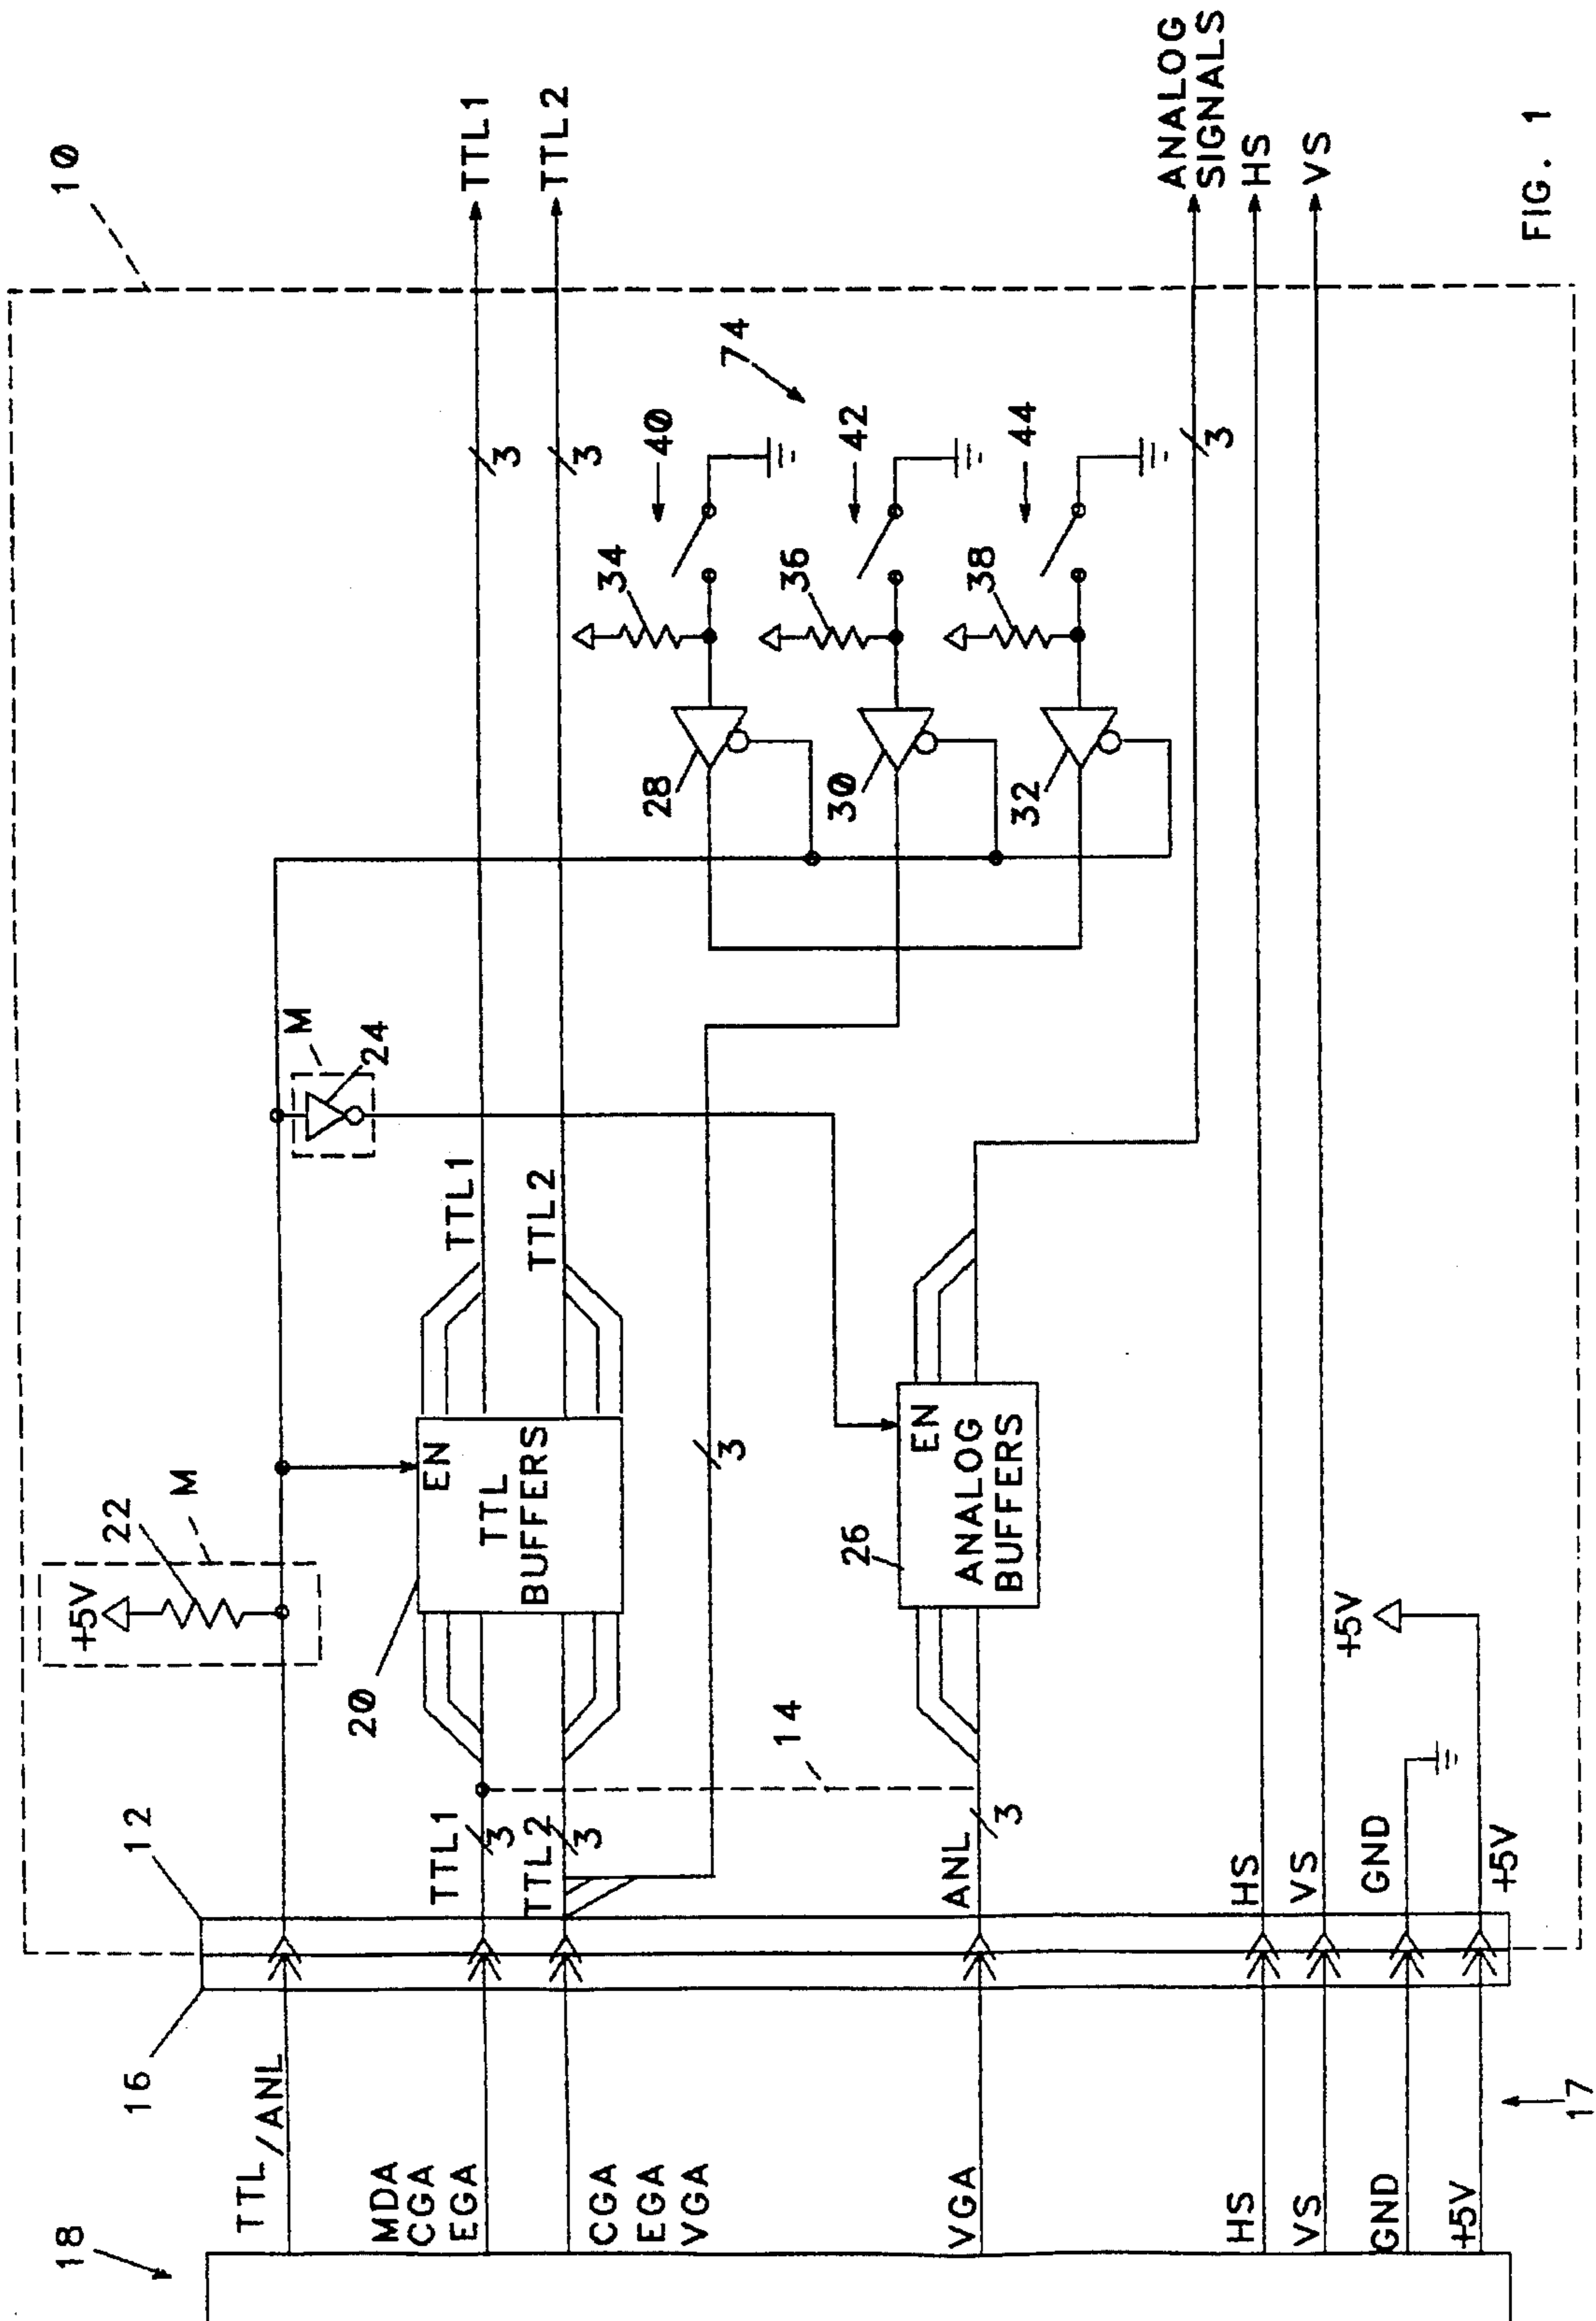 10
18
16
12
TTL/ANL
+5V
22
M
M
24
MDA
CGA
EGA
TTL1
3
20
EN
TTL
BUFFERS
TTL1
3
TTL1
CGA
EGA
VGA
TTL2
3
TTL2
3
TTL2
3
14
28
34
40
74
30
36
42
32
38
44
VGA
ANL
3
26
EN
ANALOG
BUFFERS
3
ANALOG
SIGNALS
HS
HS
HS
VS
VS
VS
GND
GND
+5V
+5V
+5V
17
FIG. 1